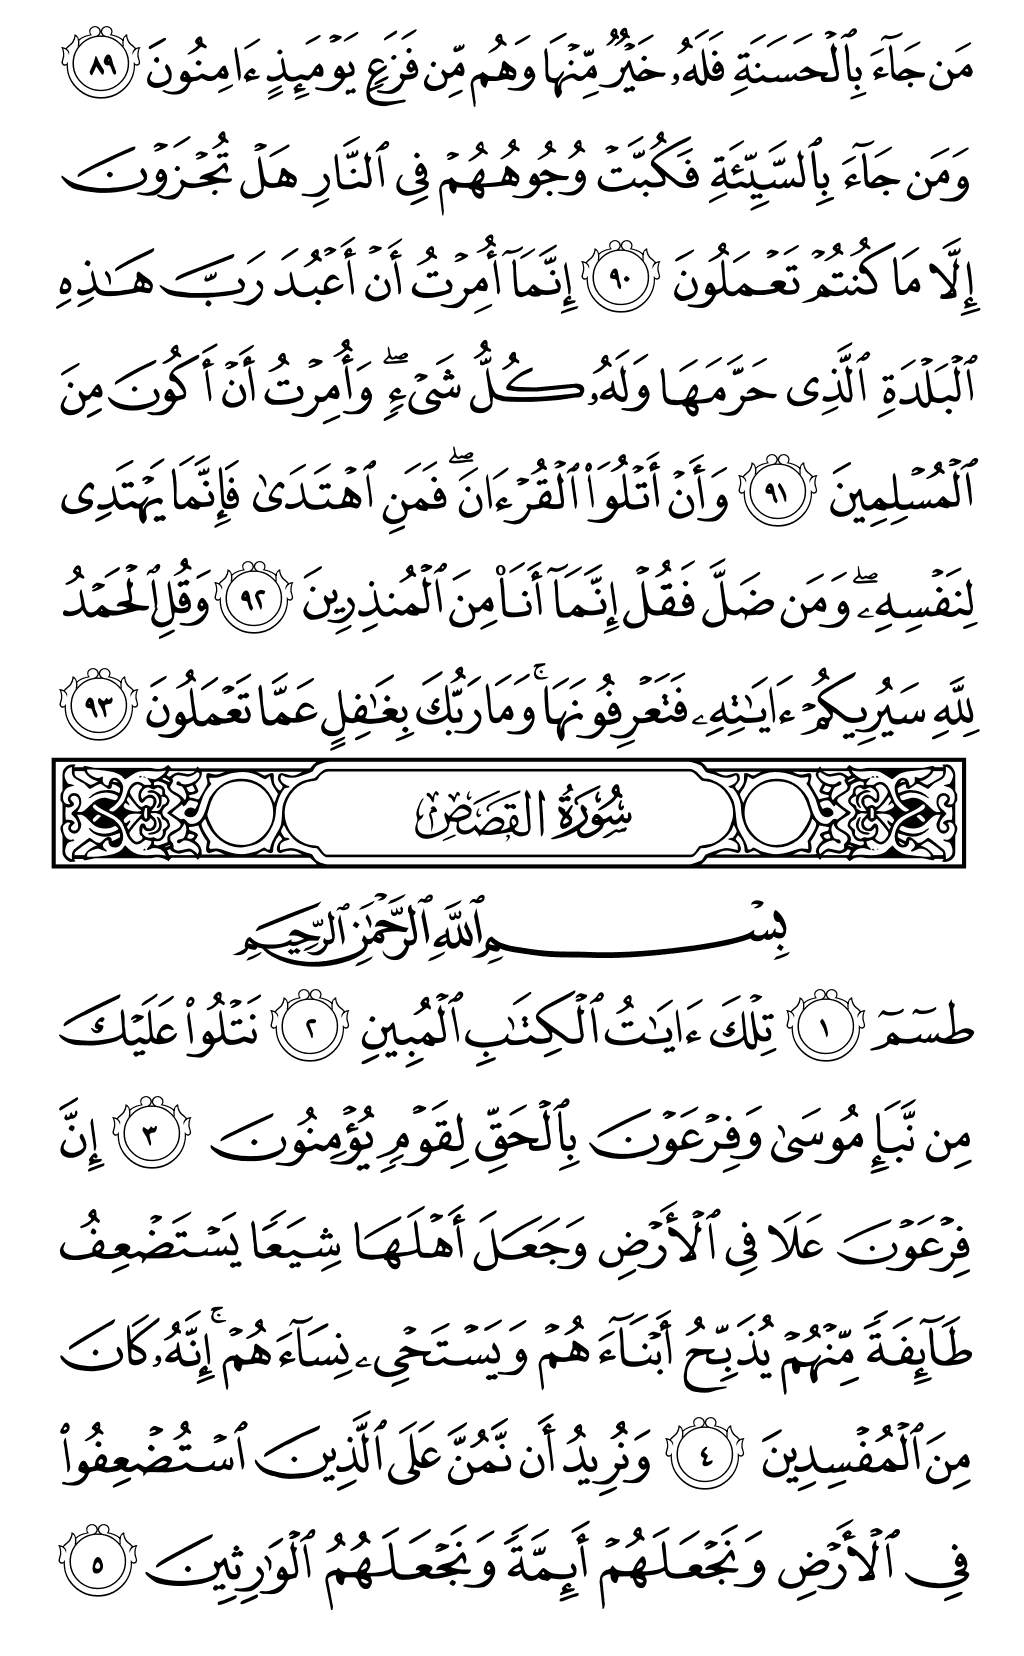 مَن جَآءَ بِٱلْحَسَنَةِ فَلَهُۥ خَيْرٌ مِّنْهَا وَهُم مِّن فَزَعٍ يَوْمَئِذٍ ءَامِنُونَ ٨٩
وَمَن جَآءَ بِٱلسَّيِّئَةِ فَكُبَّتْ وُجُوهُهُمْ فِى ٱلنَّارِ هَلْ تُجْزَوْنَ
إِلَّا مَا كُنتُمْ تَعْمَلُونَ ٩٠ إِنَّمَآ أُمِرْتُ أَنْ أَعْبُدَ رَبَّ هَٰذِهِ
ٱلْبَلْدَةِ ٱلَّذِى حَرَّمَهَا وَلَهُۥ كُلُّ شَىْءٍ ۖ وَأُمِرْتُ أَنْ أَكُونَ مِنَ
ٱلْمُسْلِمِينَ ٩١ وَأَنْ أَتْلُوَا۟ ٱلْقُرْءَانَ ۖ فَمَنِ ٱهْتَدَىٰ فَإِنَّمَا يَهْتَدِى
لِنَفْسِهِۦ ۖ وَمَن ضَلَّ فَقُلْ إِنَّمَآ أَنَا۠ مِنَ ٱلْمُنذِرِينَ ٩٢ وَقُلِ ٱلْحَمْدُ
لِلَّهِ سَيُرِيكُمْ ءَايَٰتِهِۦ فَتَعْرِفُونَهَا ۚ وَمَا رَبُّكَ بِغَٰفِلٍ عَمَّا تَعْمَلُونَ ٩٣
سُورَةُ القَصَصِ
بِسْمِ ٱللَّهِ ٱلرَّحْمَٰنِ ٱلرَّحِيمِ
طسٓمٓ ١ تِلْكَ ءَايَٰتُ ٱلْكِتَٰبِ ٱلْمُبِينِ ٢ نَتْلُوا۟ عَلَيْكَ
مِن نَّبَإِ مُوسَىٰ وَفِرْعَوْنَ بِٱلْحَقِّ لِقَوْمٍ يُؤْمِنُونَ ٣ إِنَّ
فِرْعَوْنَ عَلَا فِى ٱلْأَرْضِ وَجَعَلَ أَهْلَهَا شِيَعًا يَسْتَضْعِفُ
طَآئِفَةً مِّنْهُمْ يُذَبِّحُ أَبْنَآءَهُمْ وَيَسْتَحْىِۦ نِسَآءَهُمْ ۚ إِنَّهُۥ كَانَ
مِنَ ٱلْمُفْسِدِينَ ٤ وَنُرِيدُ أَن نَّمُنَّ عَلَى ٱلَّذِينَ ٱسْتُضْعِفُوا۟
فِى ٱلْأَرْضِ وَنَجْعَلَهُمْ أَئِمَّةً وَنَجْعَلَهُمُ ٱلْوَٰرِثِينَ ٥